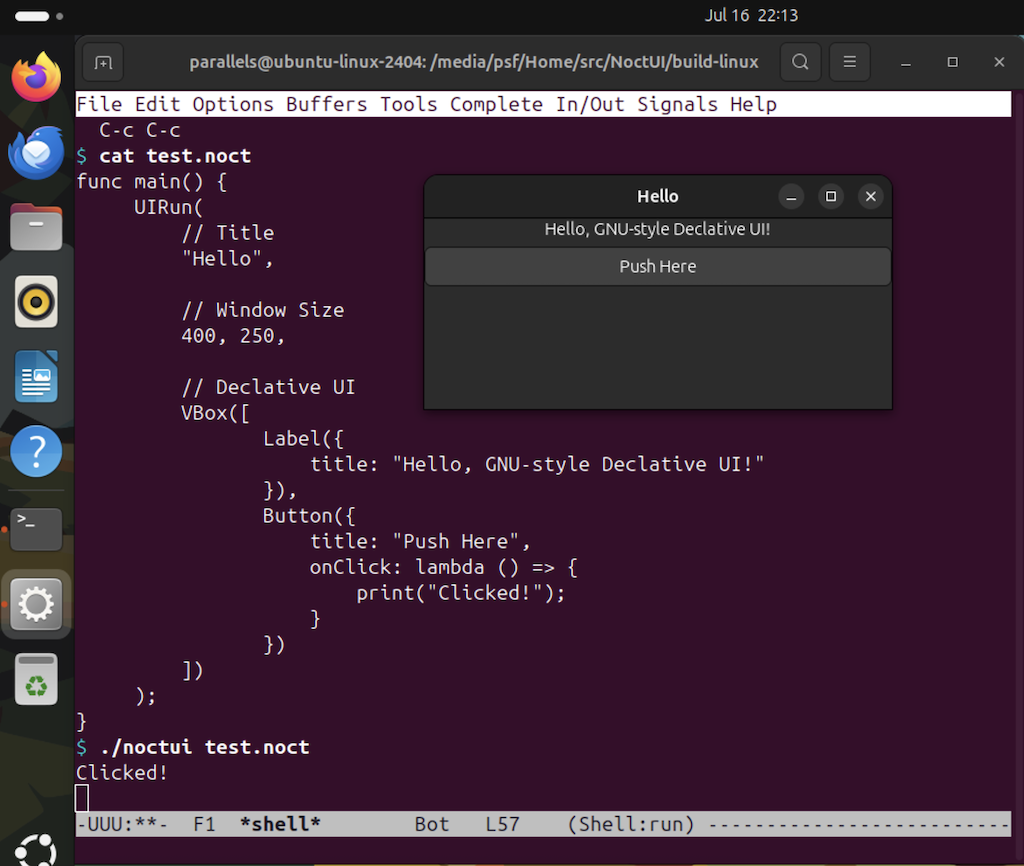 Jul 16 22:13
parallels@ubuntu-linux-2404: /media/psf/Home/src/NoctUI/build-linux
File Edit Options Buffers Tools Complete In/Out Signals Help
C-c C-c
$ cat test.noct
func main() {
UIRun(
// Title
"Hello",
// Window Size
400, 250,
// Declative UI
VBox([
Label({
title: "Hello, GNU-style Declative UI!"
}),
Button({
title: "Push Here",
onClick: lambda () => {
print("Clicked!");
}
})
])
);
}
$ ./noctui test.noct
Clicked!
-UUU:**-  F1  *shell*        Bot   L57    (Shell:run) --------------------------
Hello
Hello, GNU-style Declative UI!
Push Here
?
>_